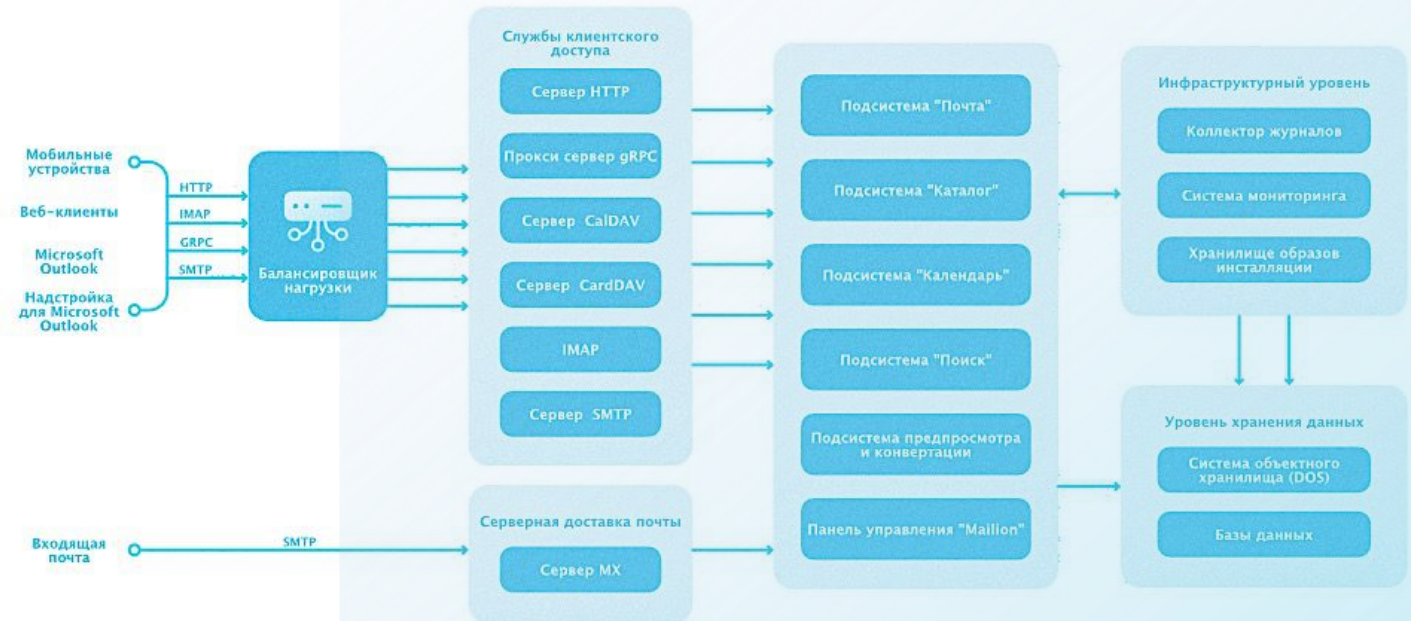 Мобильные
устройства
Веб-клиенты
Microsoft
Outlook
Надстройка
для Microsoft
Outlook
HTTP
IMAP
GRPC
SMTP
Балансировщик
нагрузки
Службы клиентского
доступа
Сервер HTTP
Прокси сервер gRPC
Сервер CalDAV
Сервер CardDAV
IMAP
Сервер SMTP
Входящая
почта
SMTP
Серверная доставка почты
Сервер MX
Подсистема "Почта"
Подсистема "Каталог"
Подсистема "Календарь"
Подсистема "Поиск"
Подсистема предпросмотра
и конвертации
Панель управления "Mailion"
Инфраструктурный уровень
Коллектор журналов
Система мониторинга
Хранилище образов
инсталляции
Уровень хранения данных
Система объектного
хранилища (DOS)
Базы данных